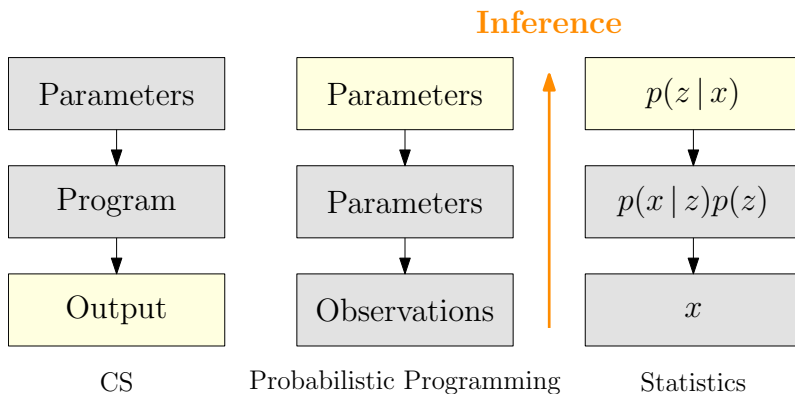 Inference
Parameters
Parameters
p(z | x)
Program
Parameters
p(x | z)p(z)
Output
Observations
x
CS
Probabilistic Programming
Statistics